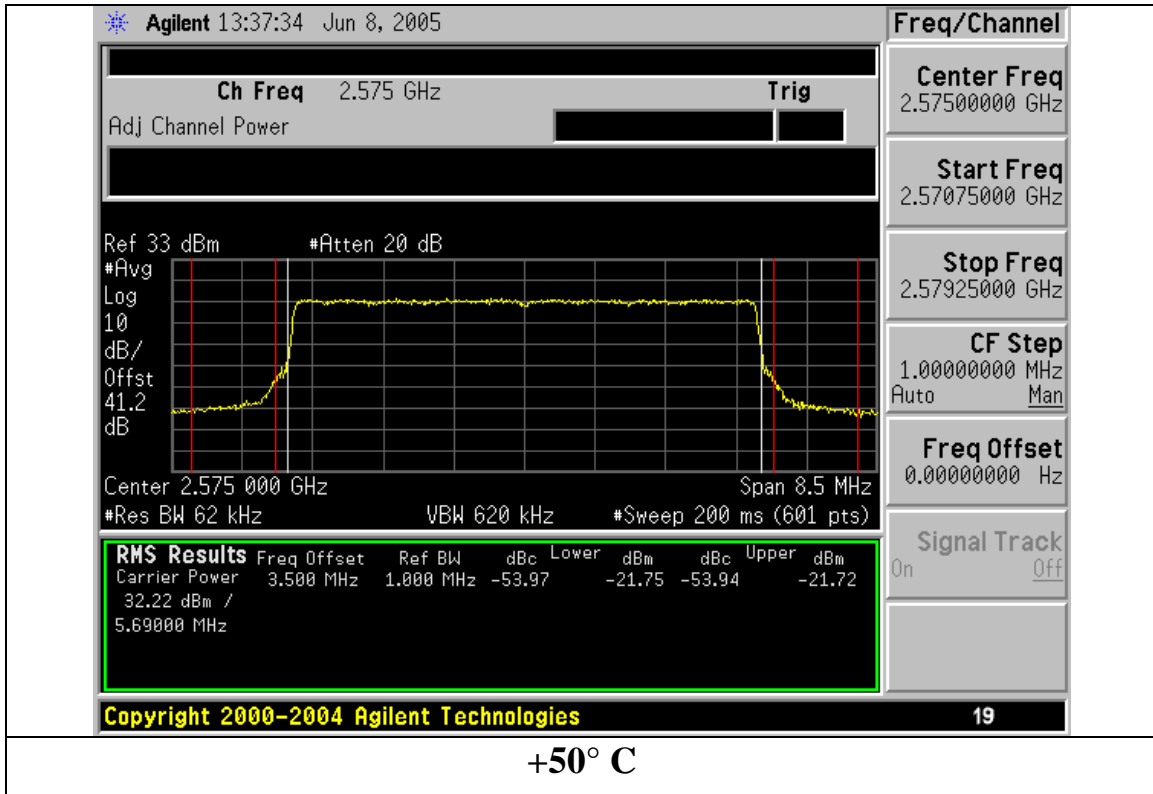 Agilent 13:37:34 Jun 8, 2005
Freq/Channel
Ch Freq 2.575 GHz Trig
Adj Channel Power
Center Freq
2.57500000 GHz
Start Freq
2.57075000 GHz
Stop Freq
2.57925000 GHz
CF Step
1.00000000 MHz
Auto Man
Freq Offset
0.00000000 Hz
Signal Track
On Off
Ref 33 dBm #Atten 20 dB
#Avg
Log
10
dB/
Offst
41.2
dB
Center 2.575 000 GHz Span 8.5 MHz
#Res BW 62 kHz VBW 620 kHz #Sweep 200 ms (601 pts)
RMS Results Freq Offset Ref BW dBc Lower dBm dBc Upper dBm
Carrier Power 3.500 MHz 1.000 MHz -53.97 -21.75 -53.94 -21.72
32.22 dBm /
5.69000 MHz
Copyright 2000-2004 Agilent Technologies 19
+50° C